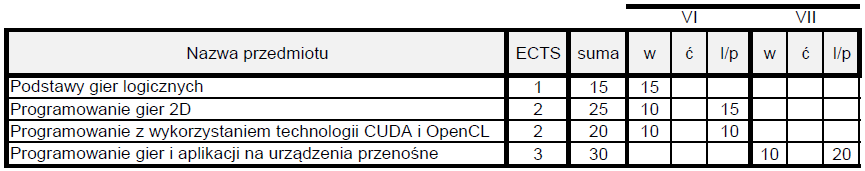 VI VII
Nazwa przedmiotu ECTS suma w ć l/p w ć l/p
Podstawy gier logicznych 1 15 15
Programowanie gier 2D 2 25 10 15
Programowanie z wykorzystaniem technologii CUDA i OpenCL 2 20 10 10
Programowanie gier i aplikacji na urządzenia przenośne 3 30 10 20